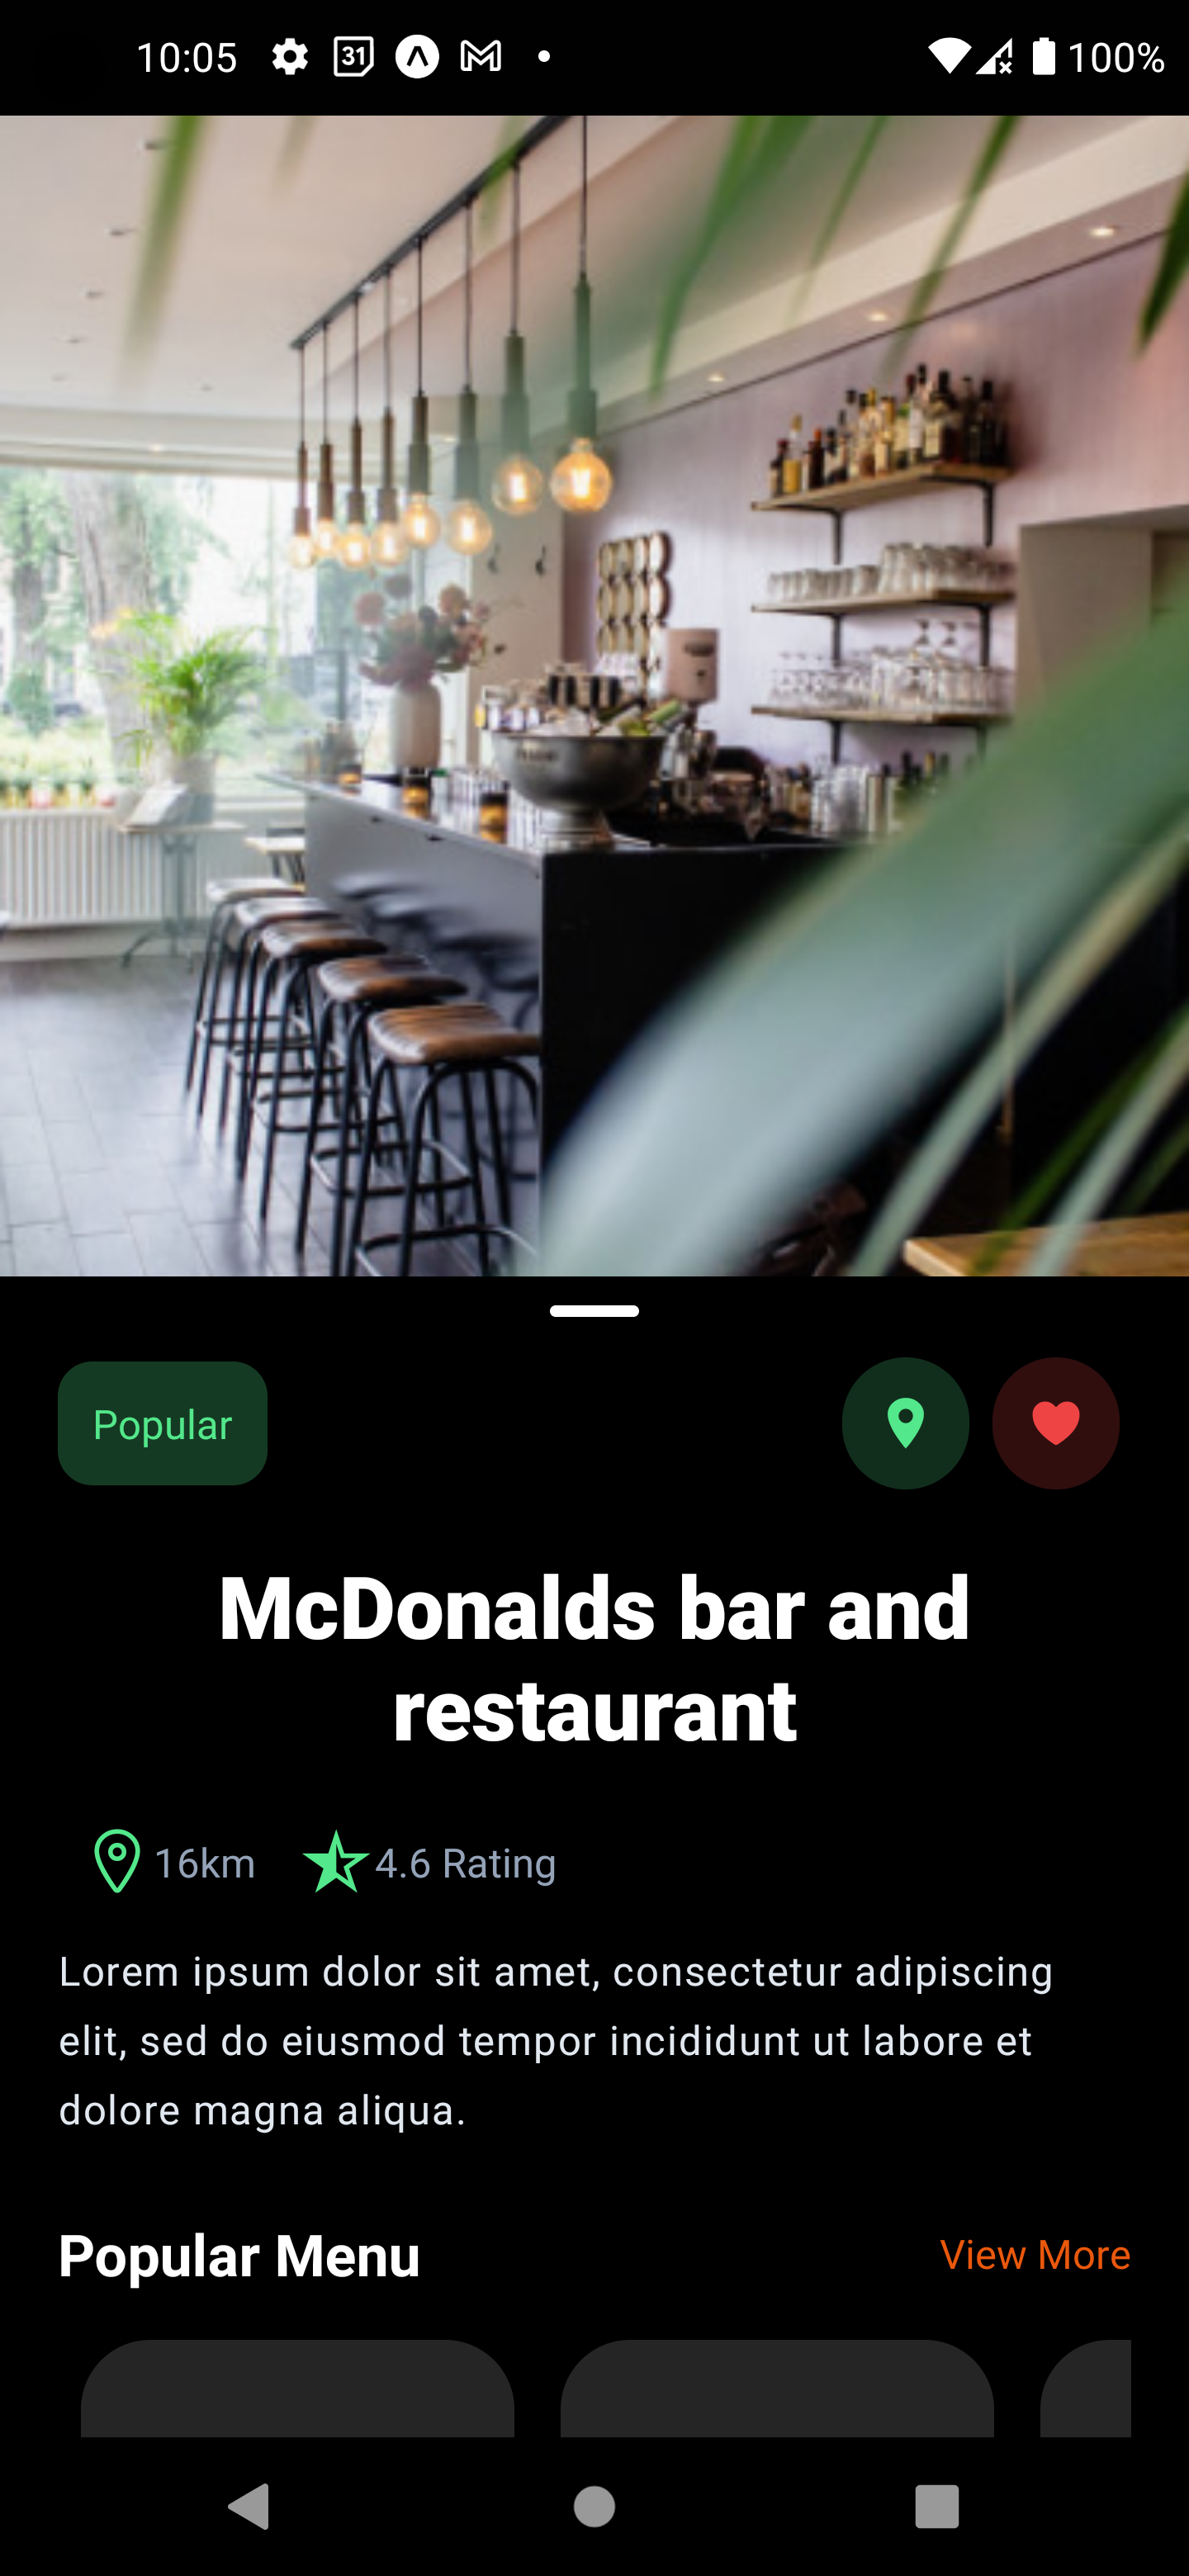 10:05 31 100%
Popular
McDonalds bar and
restaurant
16km 4.6 Rating
Lorem ipsum dolor sit amet, consectetur adipiscing
elit, sed do eiusmod tempor incididunt ut labore et
dolore magna aliqua.
Popular Menu View More